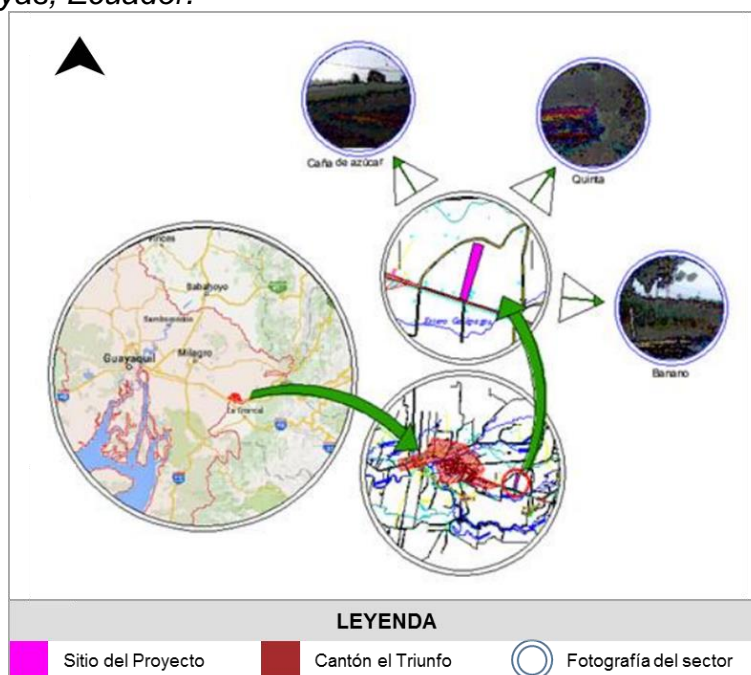 yas, Ecuador.
Caña de azúcar
Quinta
Babahoyo
Guayaquil
Milagro
La Troncal
Banano
LEYENDA
Sitio del Proyecto
Cantón el Triunfo
Fotografía del sector